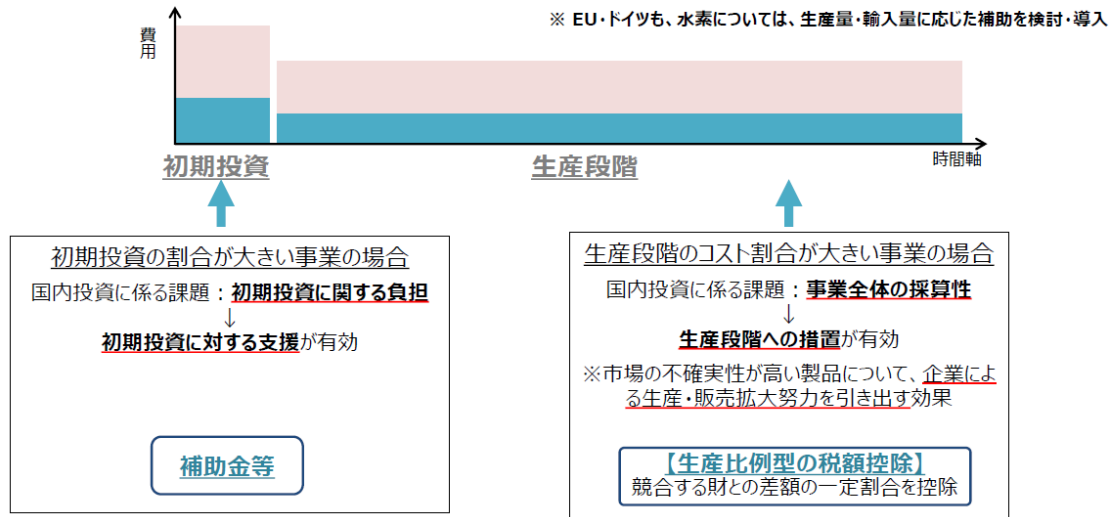 ※ EU・ドイツも、水素については、生産量・輸入量に応じた補助を検討・導入
費用
時間軸
初期投資
生産段階
初期投資の割合が大きい事業の場合
国内投資に係る課題：初期投資に関する負担
↓
初期投資に対する支援が有効
補助金等
生産段階のコスト割合が大きい事業の場合
国内投資に係る課題：事業全体の採算性
↓
生産段階への措置が有効
※市場の不確実性が高い製品について、企業によ
る生産・販売拡大努力を引き出す効果
【生産比例型の税額控除】
競合する財との差額の一定割合を控除